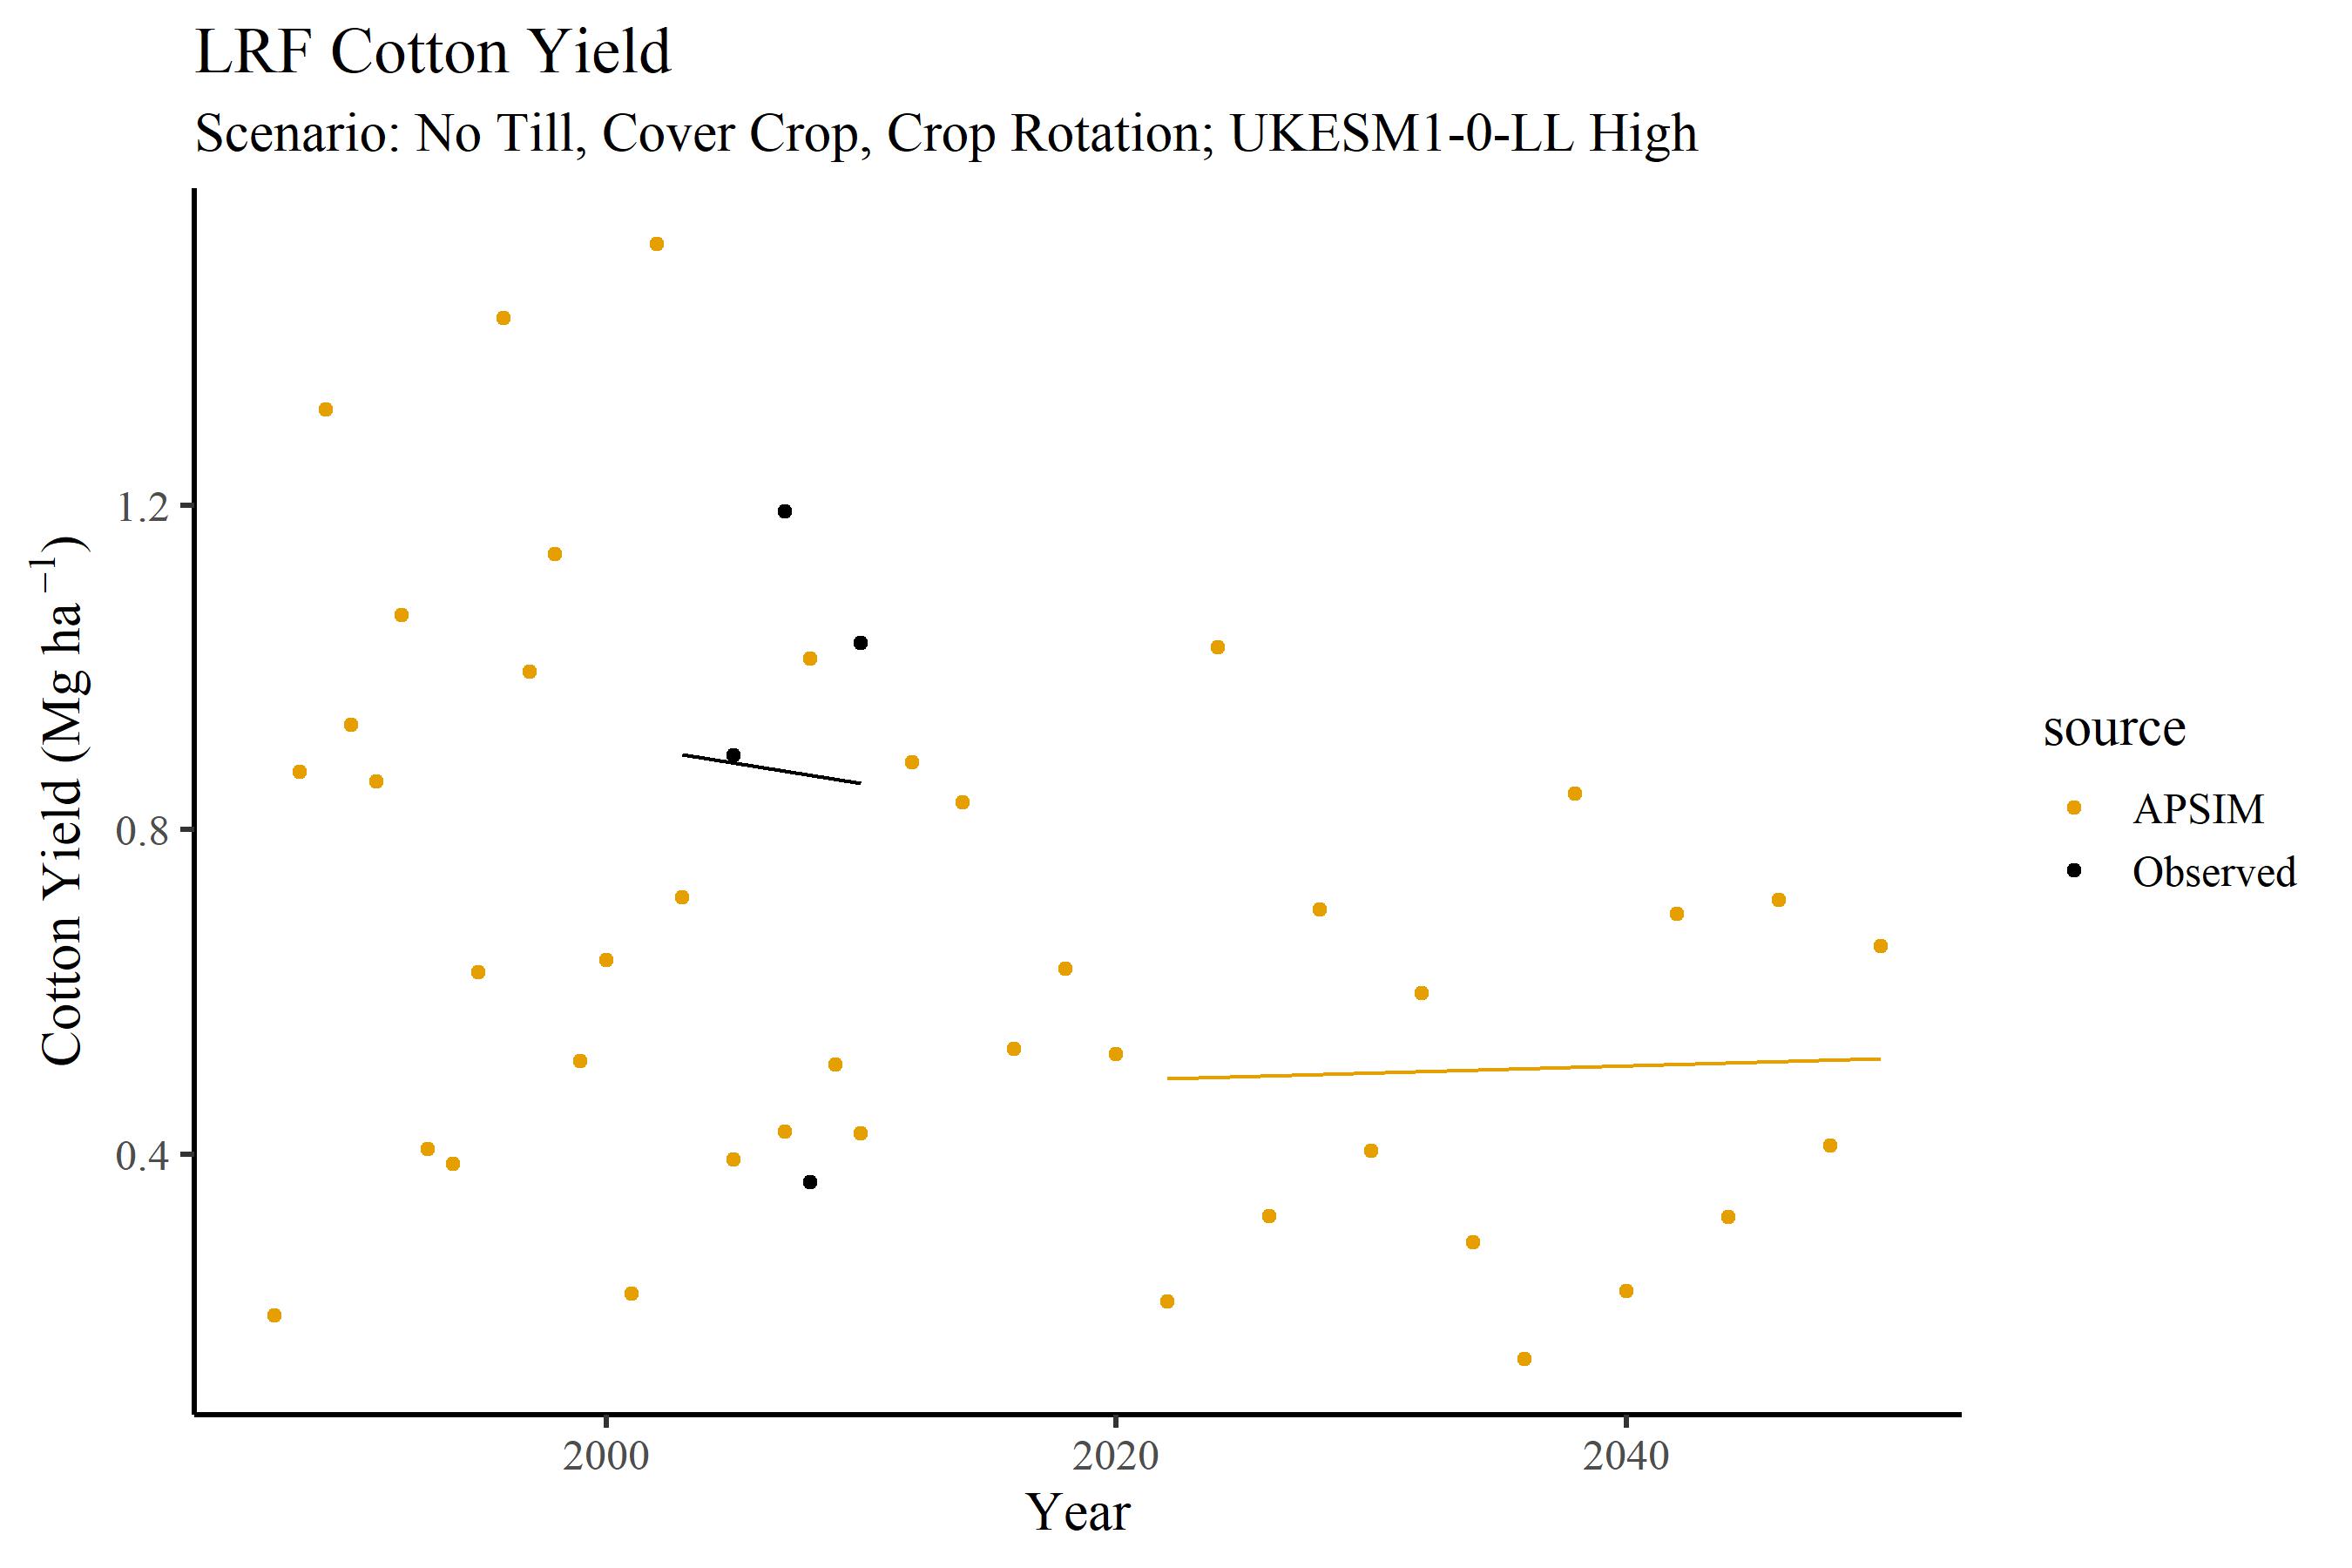 LRF Cotton Yield
Scenario: No Till, Cover Crop, Crop Rotation; UKESM1-0-LL High
Cotton Yield (Mg ha −1)
1.2
0.8
0.4
2000
2020
2040
Year
source
APSIM
Observed